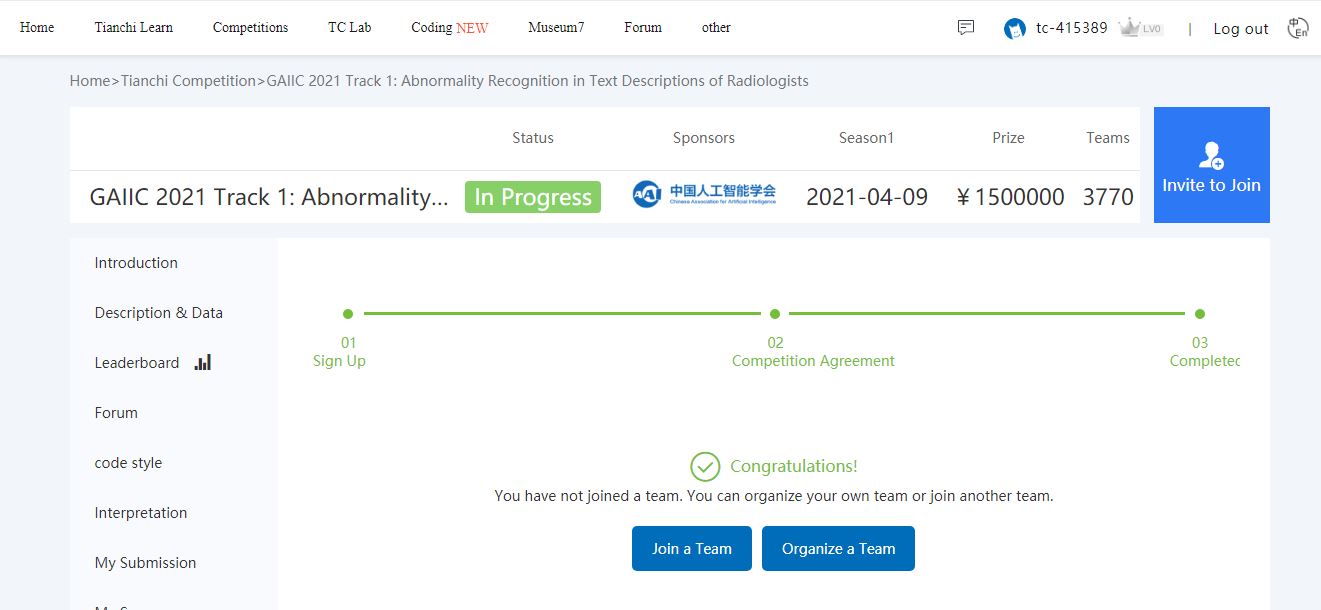 Home Tianchi Learn Competitions TC Lab Coding NEW Museum7 Forum other tc-415389 LV0 | Log out 中 En
Home>Tianchi Competition>GAIIC 2021 Track 1: Abnormality Recognition in Text Descriptions of Radiologists
Status Sponsors Season1 Prize Teams
GAIIC 2021 Track 1: Abnormality... In Progress 中国人工智能学会 2021-04-09 ¥1500000 3770
Chinese Association for Artificial Intelligence
Invite to Join
Introduction
Description & Data
Leaderboard
Forum
code style
Interpretation
My Submission
01
Sign Up
02
Competition Agreement
03
Completed
Congratulations!
You have not joined a team. You can organize your own team or join another team.
Join a Team
Organize a Team